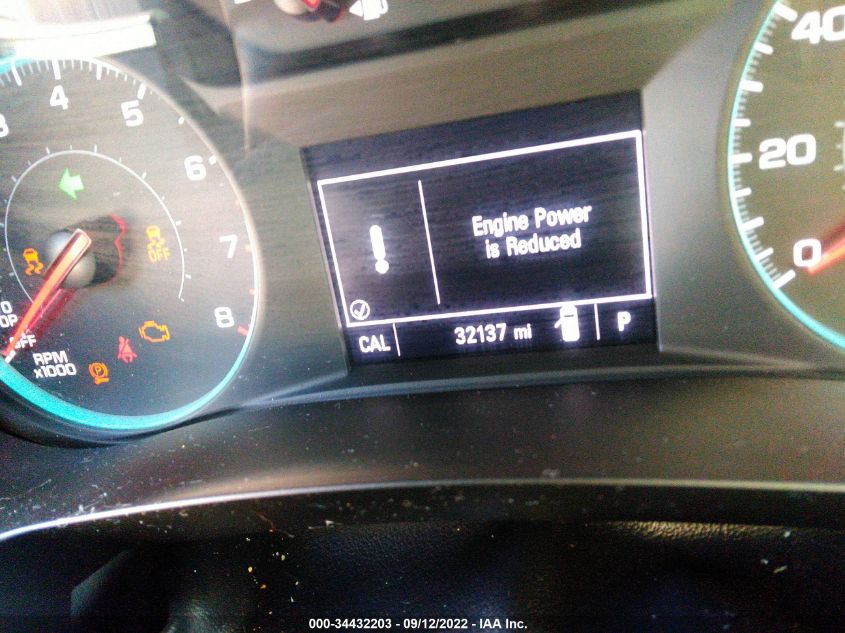 4
5
6
7
8
OFF
OFF
RPM
x1000
Engine Power
is Reduced
CAL
32137 mi
P
40
20
0
000-34432203 - 09/12/2022 - IAA Inc.